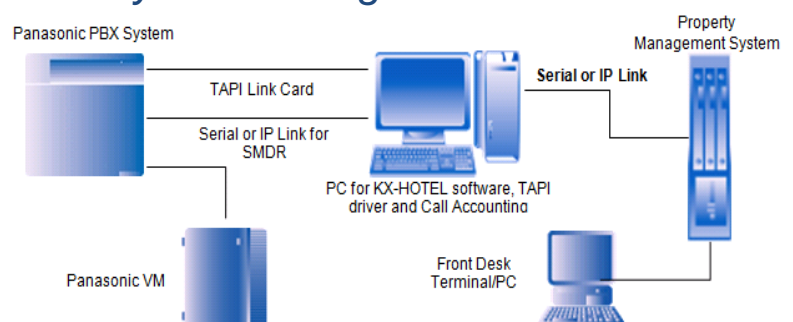 Panasonic PBX System
Property
Management System
Serial or IP Link
TAPI Link Card
Serial or IP Link for
SMDR
PC for KX-HOTEL software, TAPI
driver and Call Accounting
Front Desk
Terminal/PC
Panasonic VM